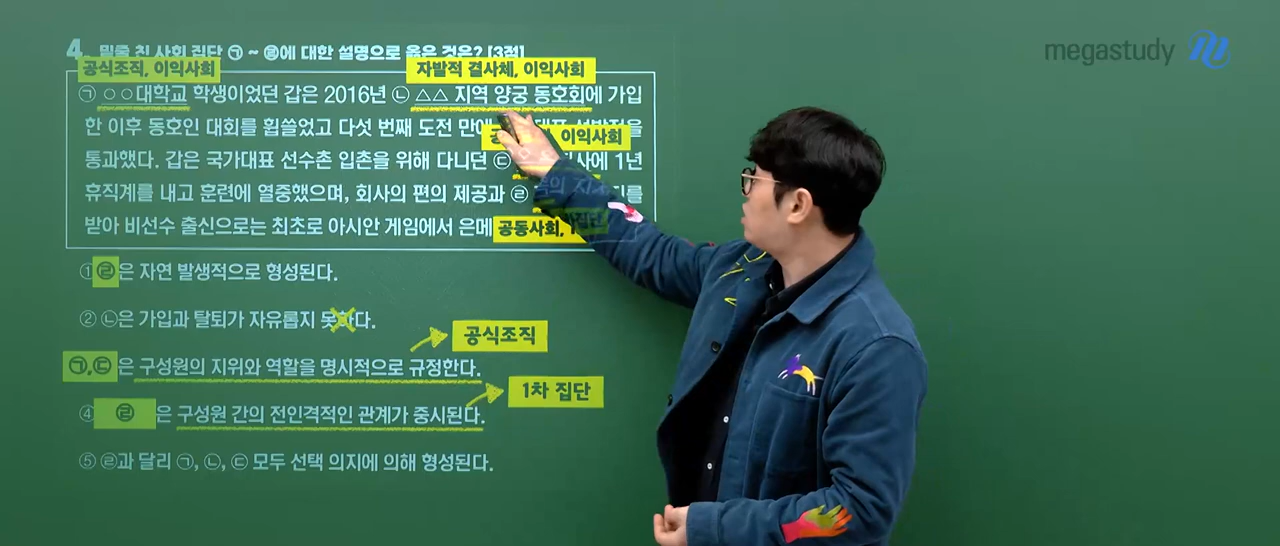 megastudy
4 밑줄 친 사회 집단 ㉠ ~ ㉣에 대한 설명으로 옳은 것은? [3점]
공식조직, 이익사회
자발적 결사체, 이익사회
㉠ ○○대학교 학생이었던 갑은 2016년 ㉡ △△ 지역 양궁 동호회에 가입
한 이후 동호인 대회를 휩쓸었고 다섯 번째 도전 만에
이익사회
통과했다. 갑은 국가대표 선수촌 입촌을 위해 다니던 ㉢ 1년
휴직계를 내고 훈련에 열중했으며, 회사의 편의 제공과 ㉣
받아 비선수 출신으로는 최초로 아시안 게임에서
공동사회,
① ㉣은 자연 발생적으로 형성된다.
② ㉡은 가입과 탈퇴가 자유롭지 못하다.
공식조직
㉠,㉢은 구성원의 지위와 역할을 명시적으로 규정한다.
1차 집단
④ ㉣은 구성원 간의 전인격적인 관계가 중시된다.
⑤ ㉣과 달리 ㉠, ㉡, ㉢ 모두 선택 의지에 의해 형성된다.